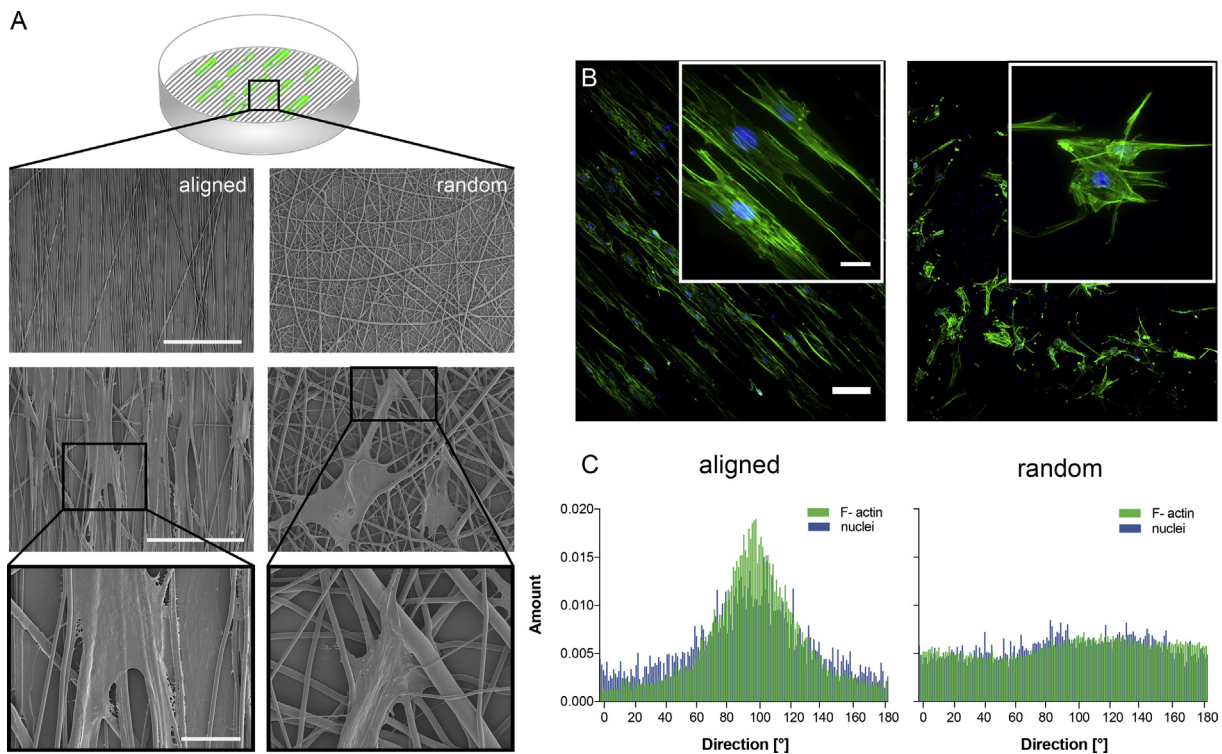 A
aligned
random
B
C
aligned
random
F- actin
nuclei
F- actin
nuclei
Amount
0.020
0.015
0.010
0.005
0.000
0 20 40 60 80 100 120 140 160 180
0 20 40 60 80 100 120 140 160 180
Direction [°]
Direction [°]